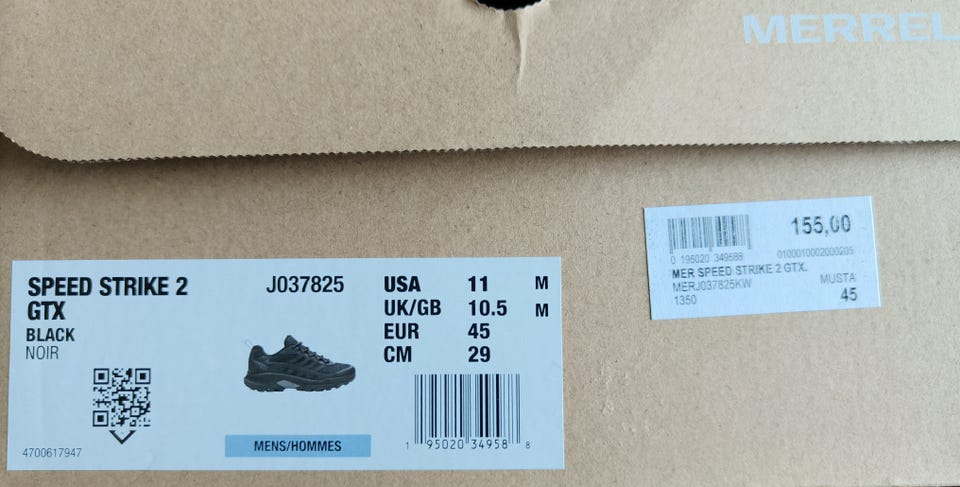 MERREL
155,00
0 195020 349588
0100010002000205
MER SPEED STRIKE 2 GTX.
MERJ037825KW
MUSTA
1350
45
SPEED STRIKE 2
GTX
J037825
BLACK
NOIR
USA 11 M
UK/GB 10.5 M
EUR 45
CM 29
MENS/HOMMES
1 95020 34958 8
4700617947